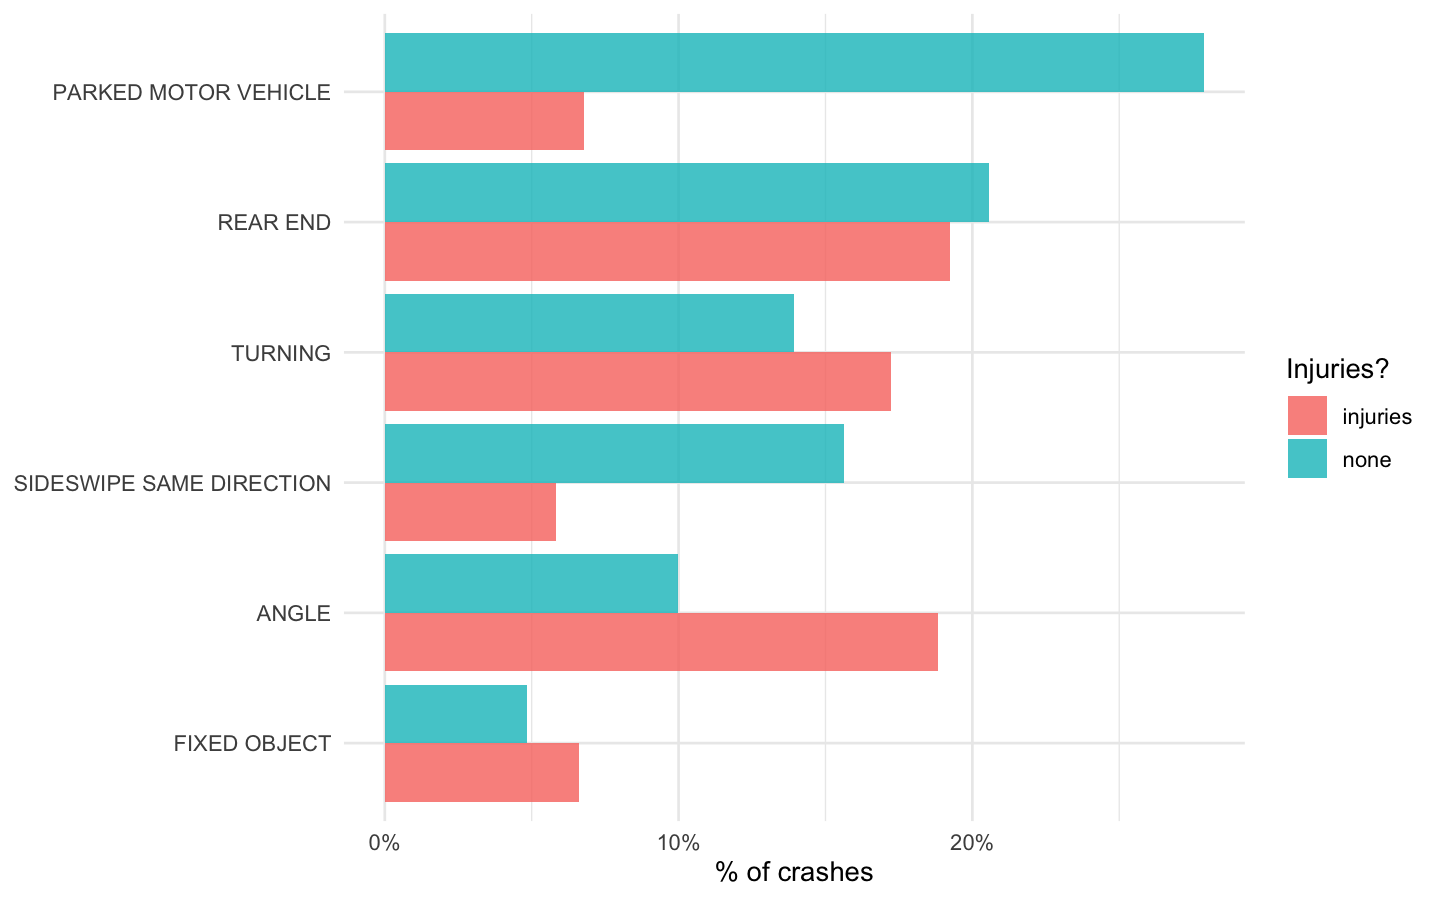 PARKED MOTOR VEHICLE
REAR END
TURNING
SIDESWIPE SAME DIRECTION
ANGLE
FIXED OBJECT
0% 10% 20%
% of crashes
Injuries?
injuries
none